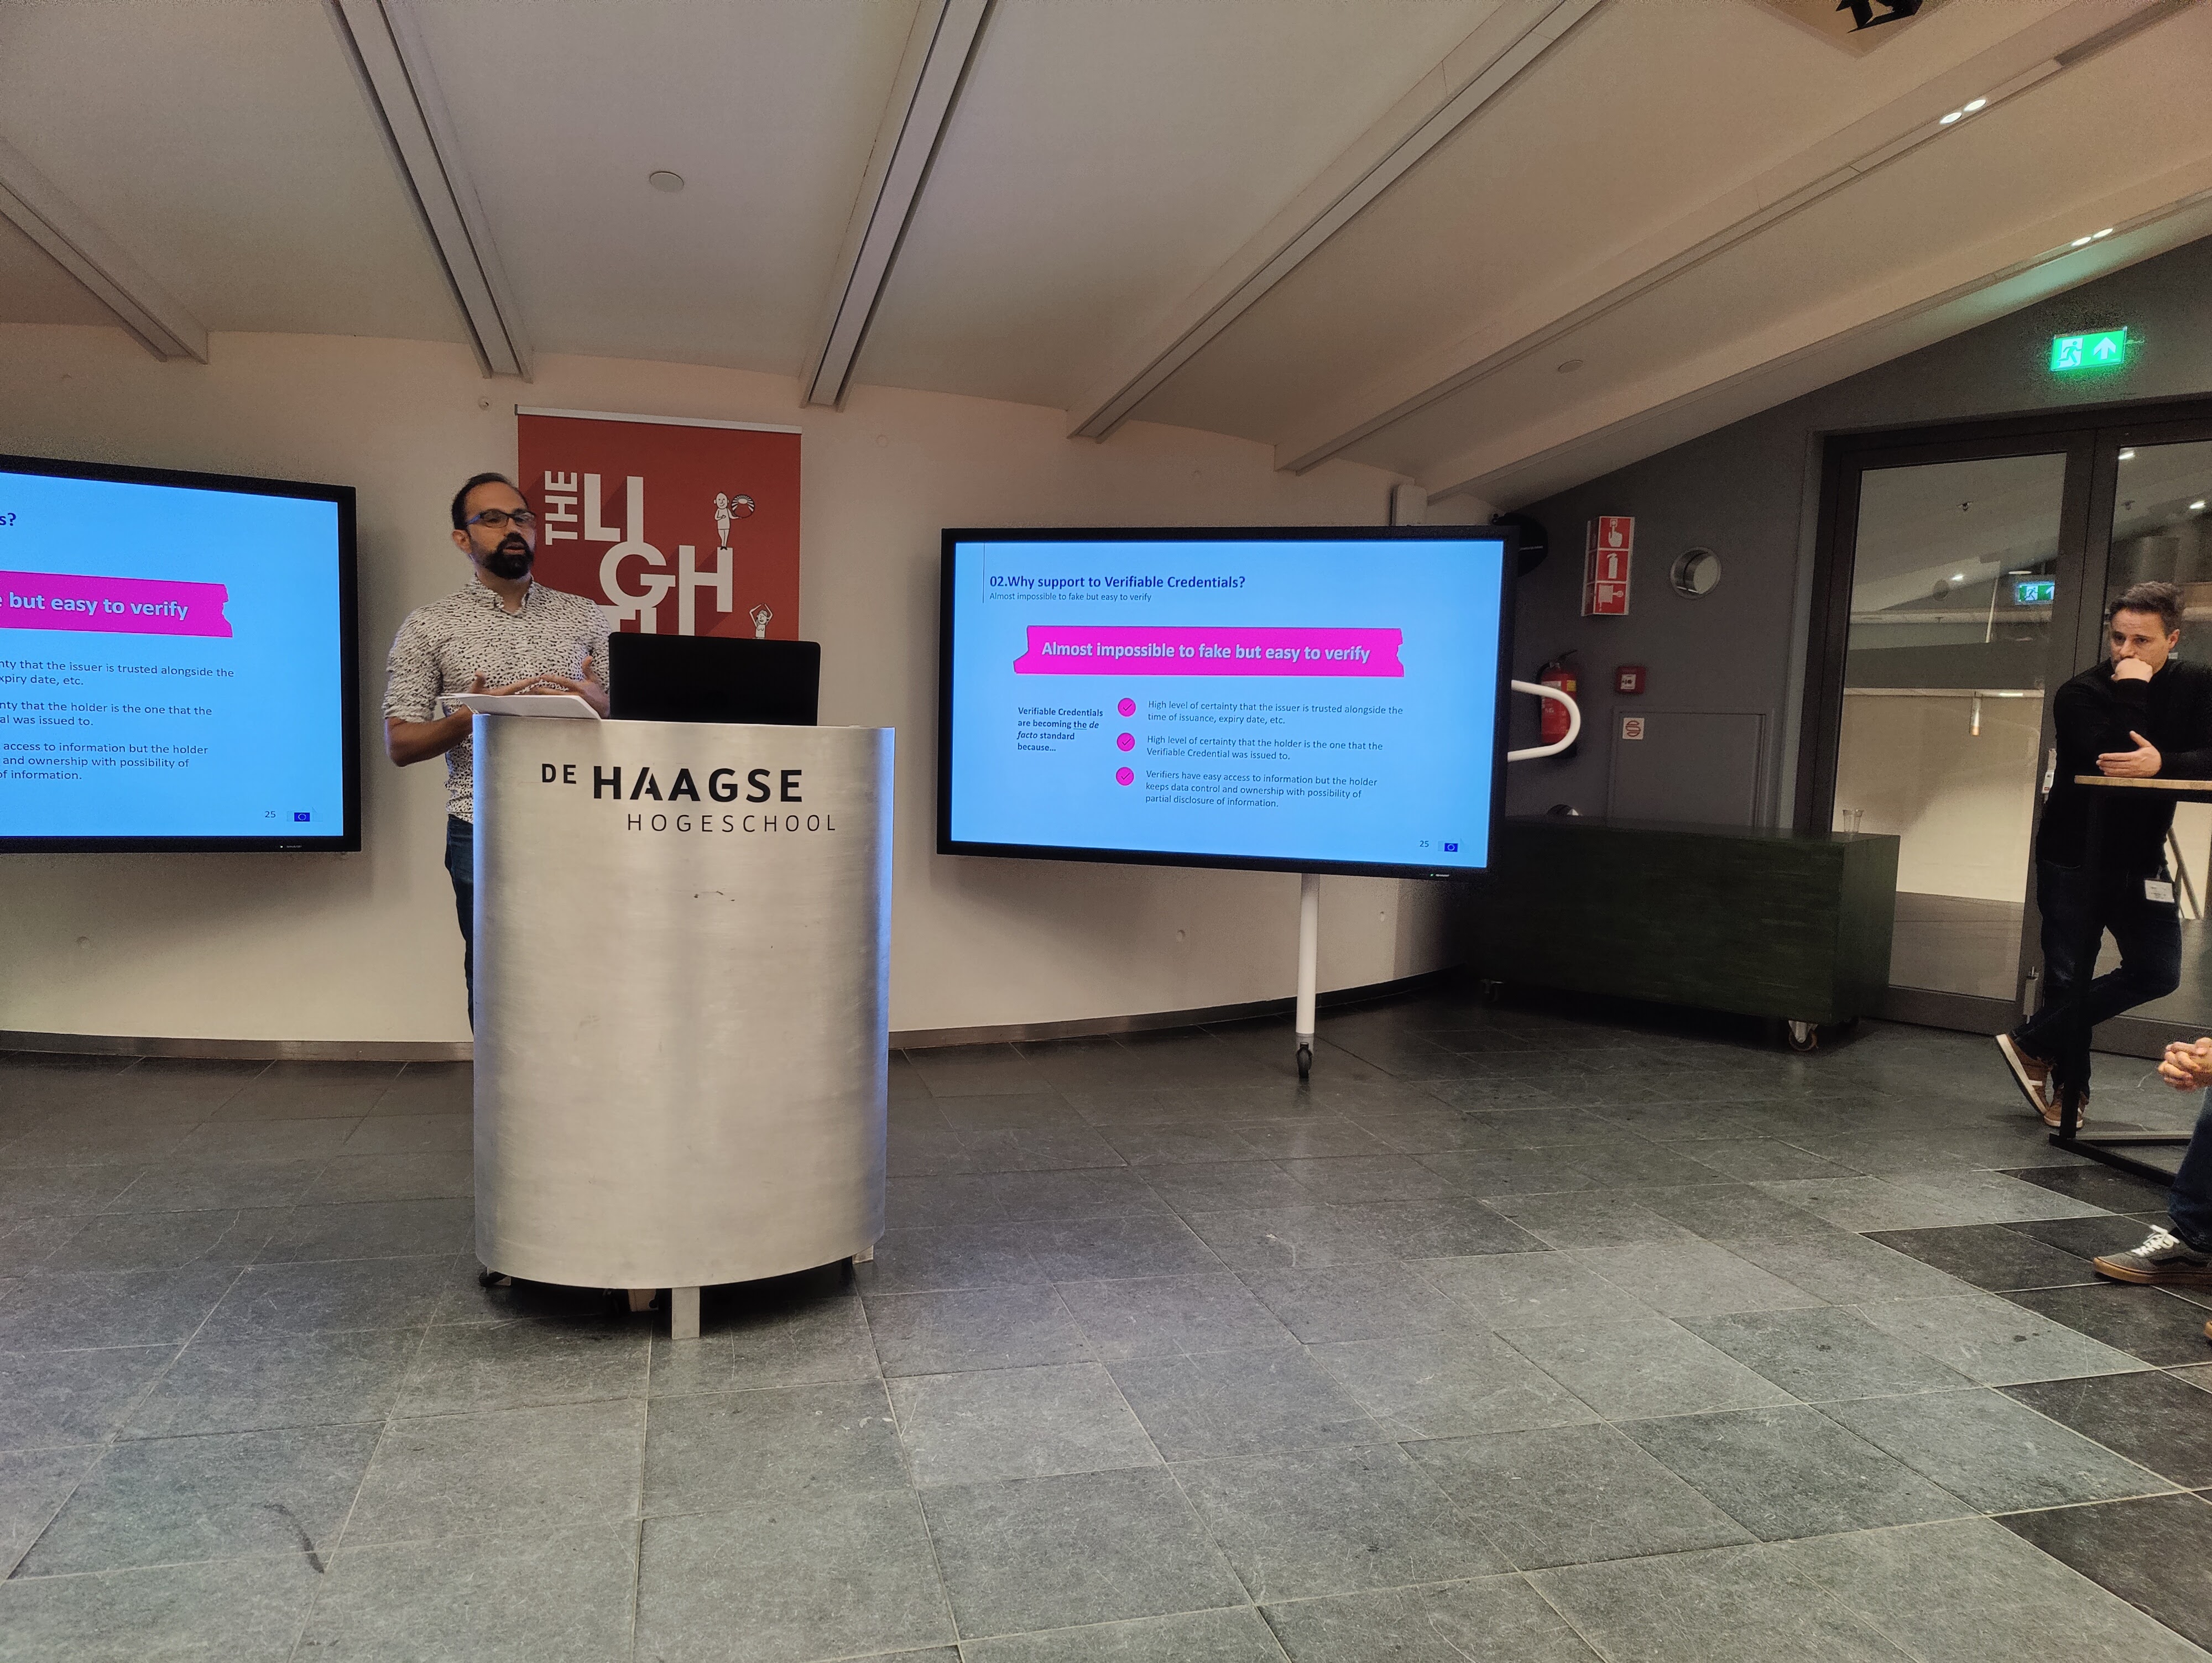 s?
e but easy to verify
nty that the issuer is trusted alongside the
xpiry date, etc.
nty that the holder is the one that the
al was issued to.
access to information but the holder
and ownership with possibility of
of information.
25
THE
LI
GH
DE HAAGSE
HOGESCHOOL
02.Why support to Verifiable Credentials?
Almost impossible to fake but easy to verify
Almost impossible to fake but easy to verify
Verifiable Credentials
are becoming the de
facto standard
because...
High level of certainty that the issuer is trusted alongside the
time of issuance, expiry date, etc.
High level of certainty that the holder is the one that the
Verifiable Credential was issued to.
Verifiers have easy access to information but the holder
keeps data control and ownership with possibility of
partial disclosure of information.
25